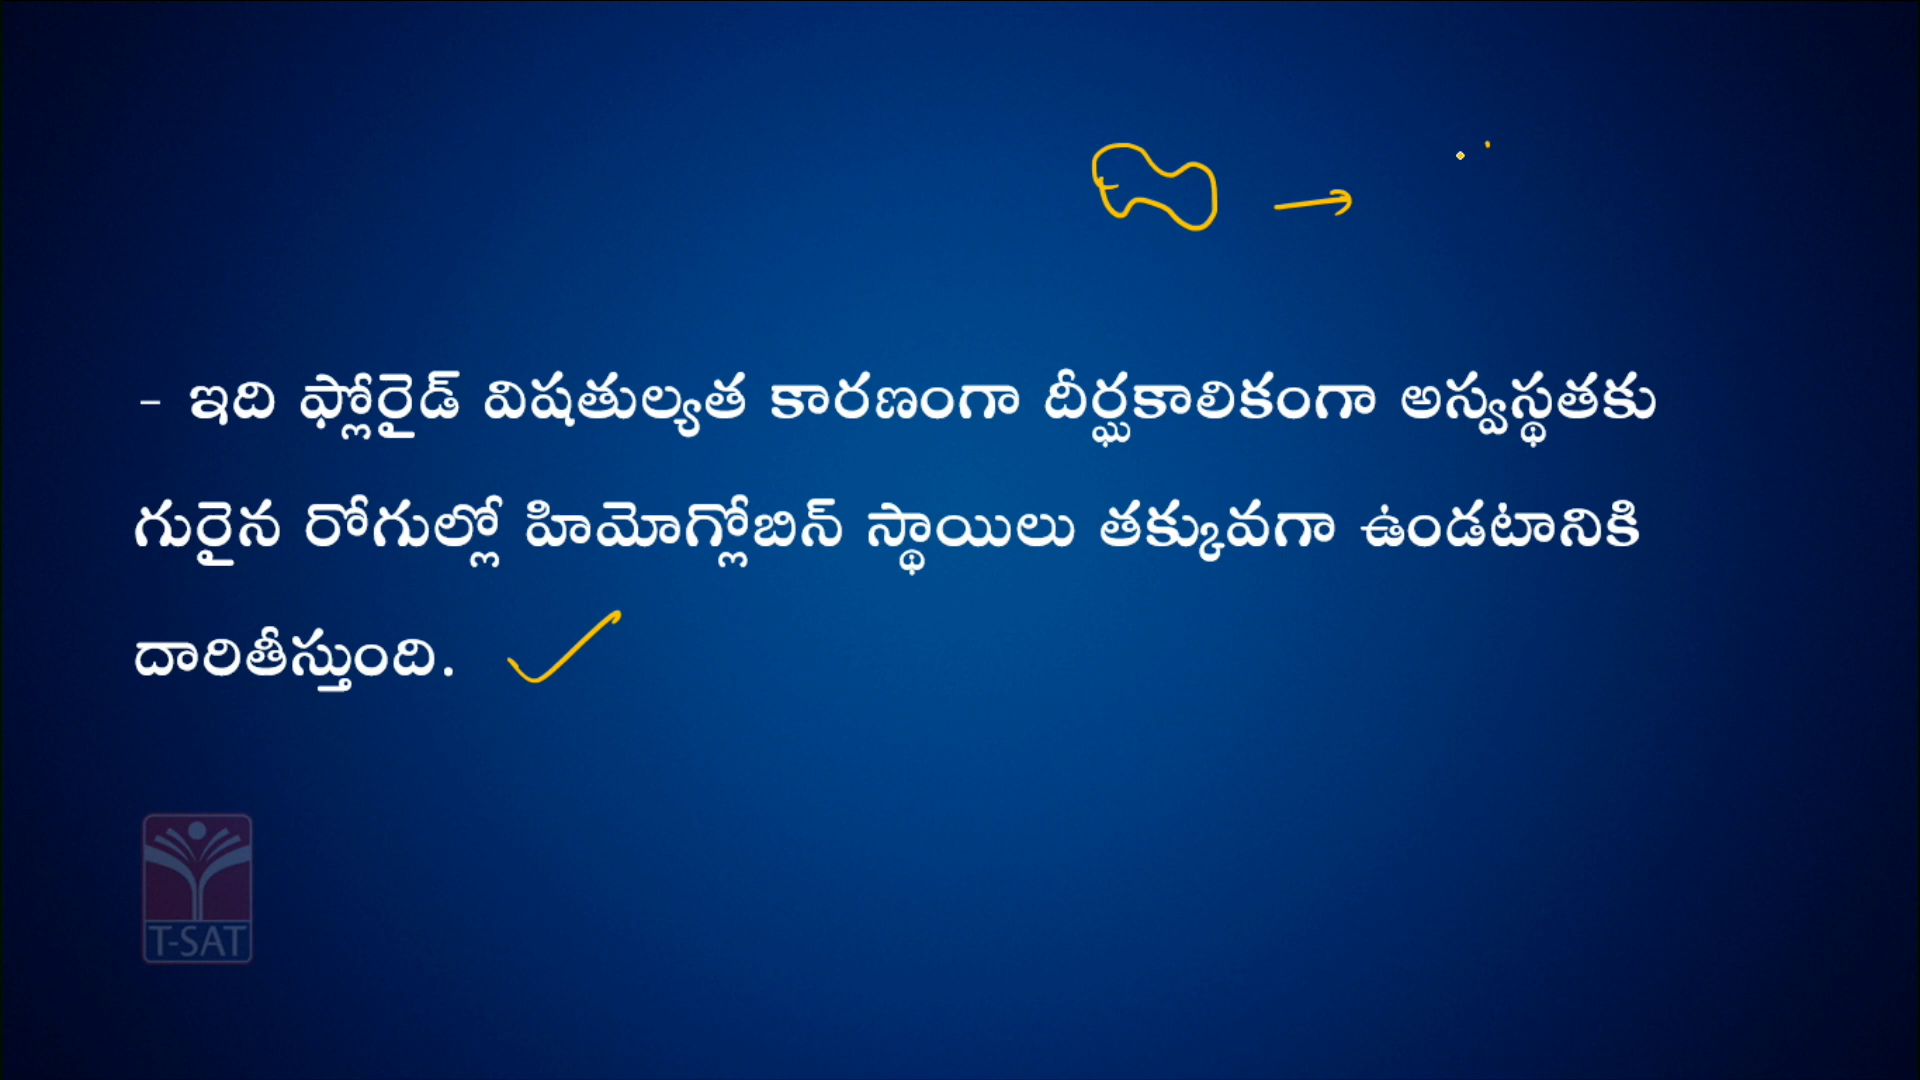 - ఇది ఫ్లోరైడ్ విషతుల్యత కారణంగా దీర్ఘకాలికంగా అస్వస్థతకు
గురైన రోగుల్లో హిమోగ్లోబిన్ స్థాయిలు తక్కువగా ఉండటానికి
దారితీస్తుంది.
T-SAT